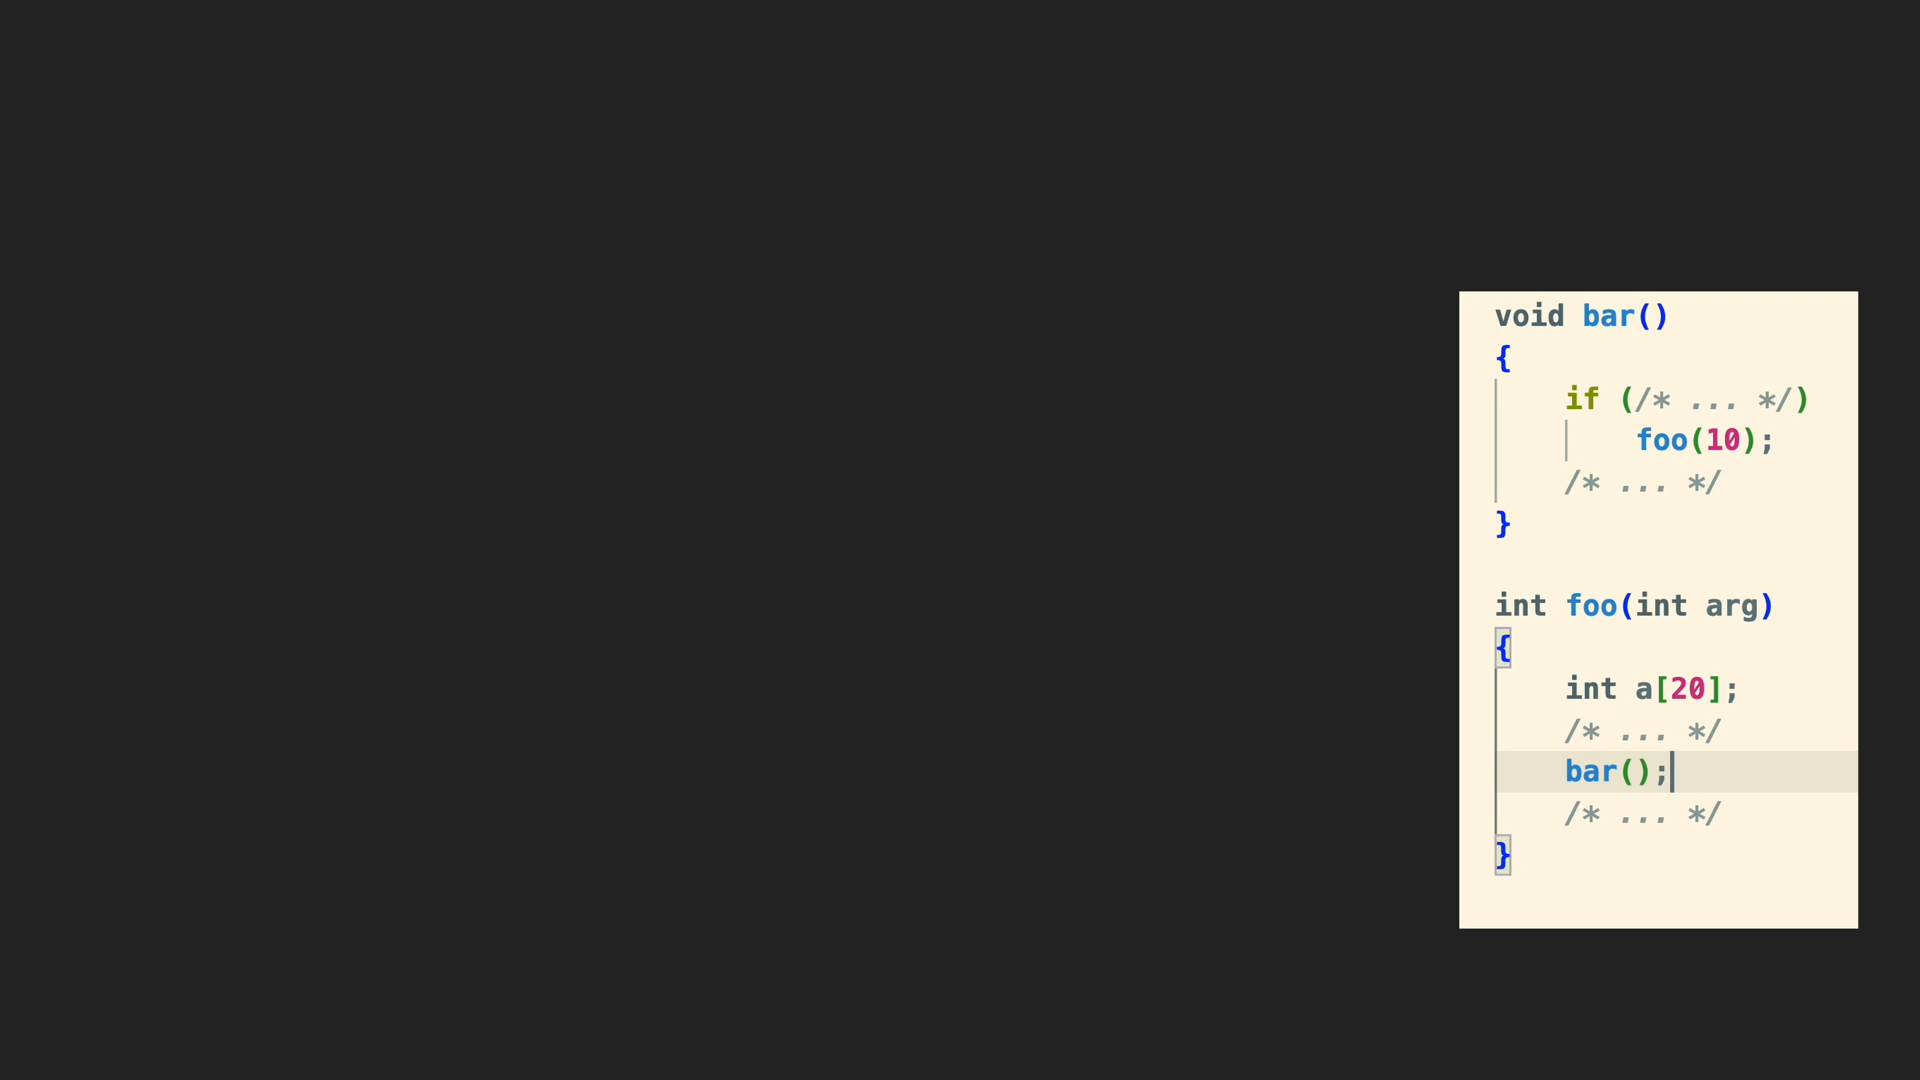 void bar()
{
if (/* ... */)
foo(10);
/* ... */
}
int foo(int arg)
{
int a[20];
/* ... */
bar();
/* ... */
}